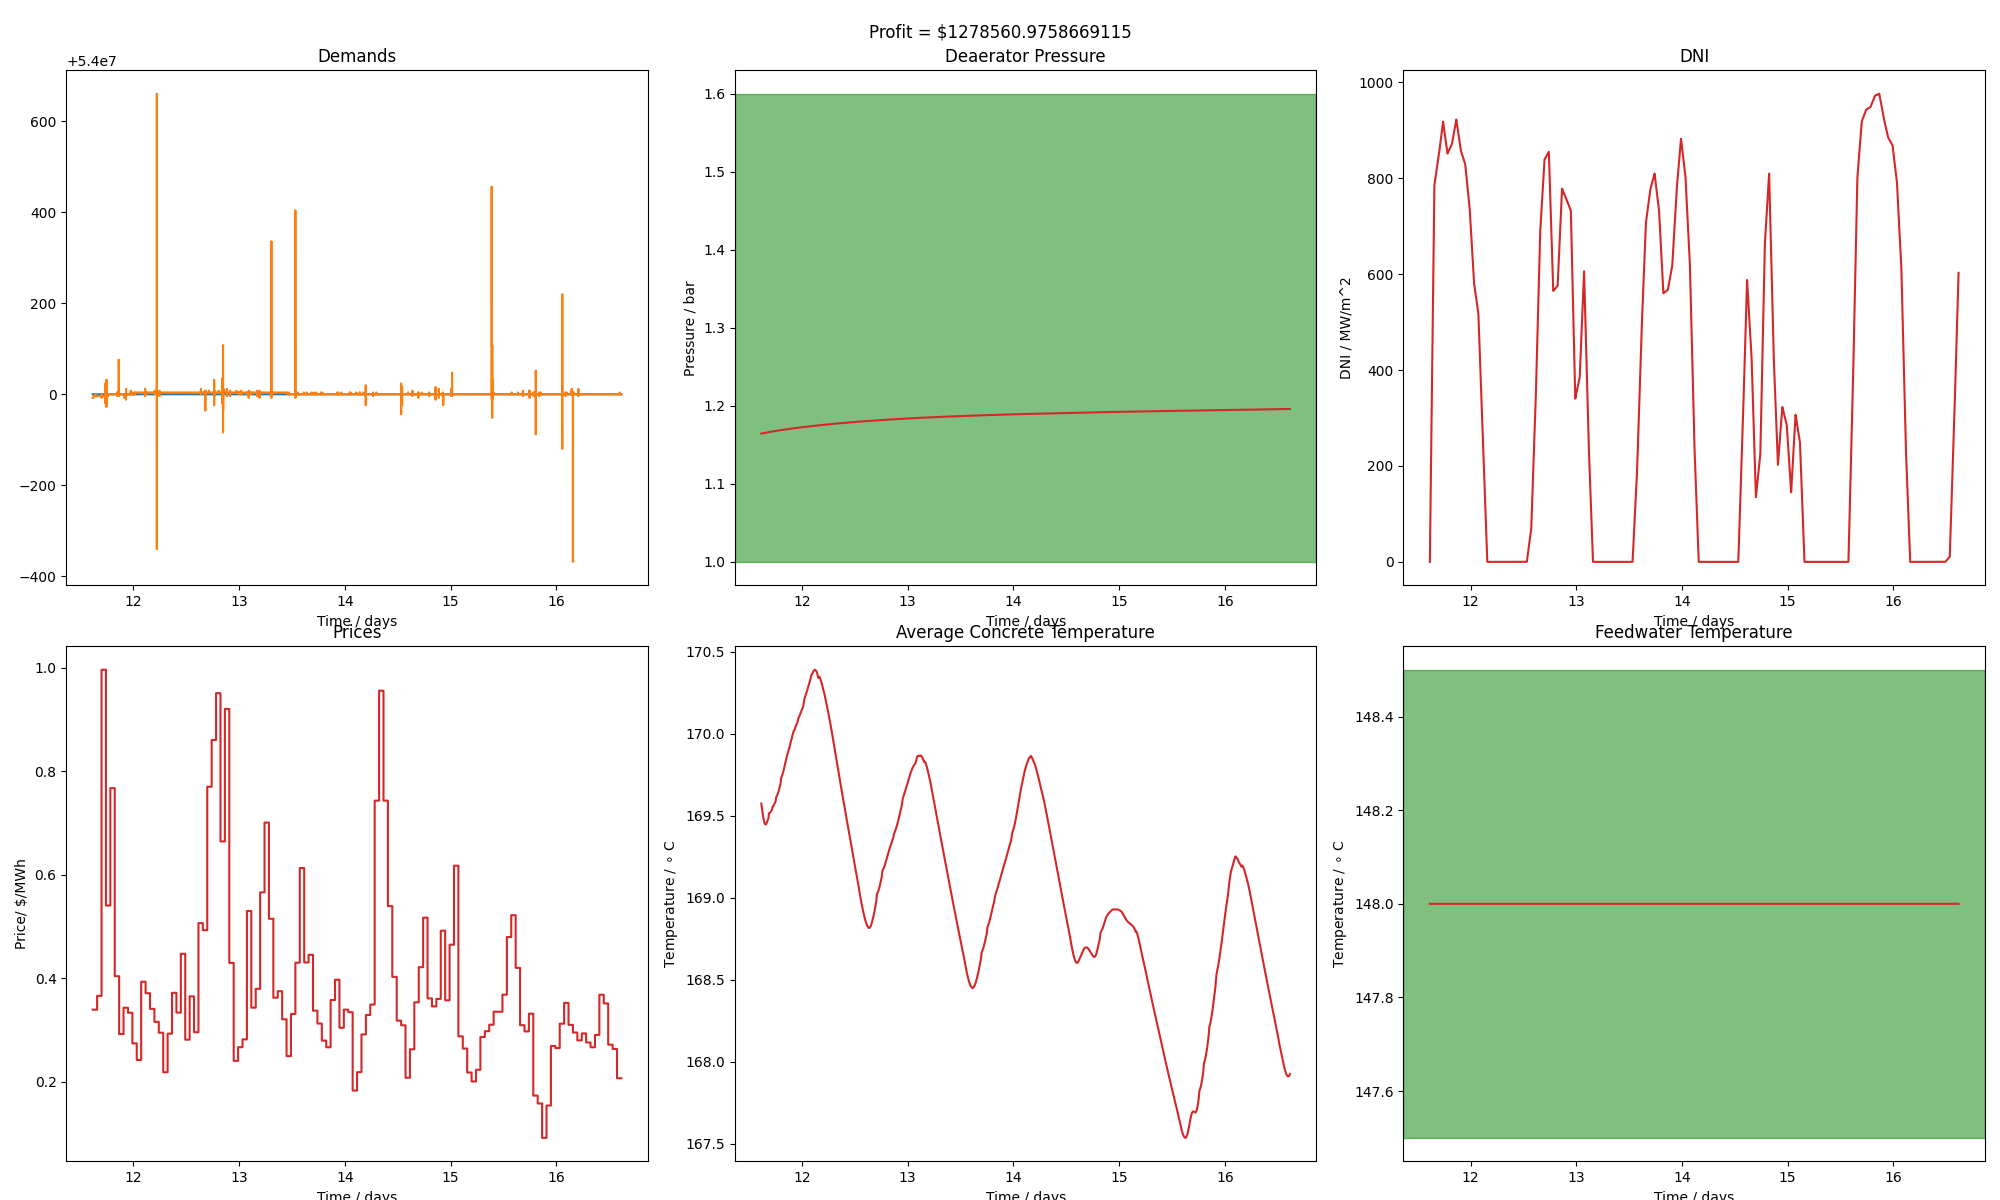 Profit = $1278560.9758669115
Demands
+5.4e7
600
400
200
0
−200
−400
12 13 14 15 16
Time / days
Deaerator Pressure
Pressure / bar
1.6
1.5
1.4
1.3
1.2
1.1
1.0
12 13 14 15 16
Time / days
DNI
DNI / MW/m^2
1000
800
600
400
200
0
12 13 14 15 16
Time / days
Prices
Price/ $/MWh
1.0
0.8
0.6
0.4
0.2
12 13 14 15 16
Time / days
Average Concrete Temperature
Temperature / ∘ C
170.5
170.0
169.5
169.0
168.5
168.0
167.5
12 13 14 15 16
Time / days
Feedwater Temperature
Temperature / ∘ C
148.4
148.2
148.0
147.8
147.6
12 13 14 15 16
Time / days